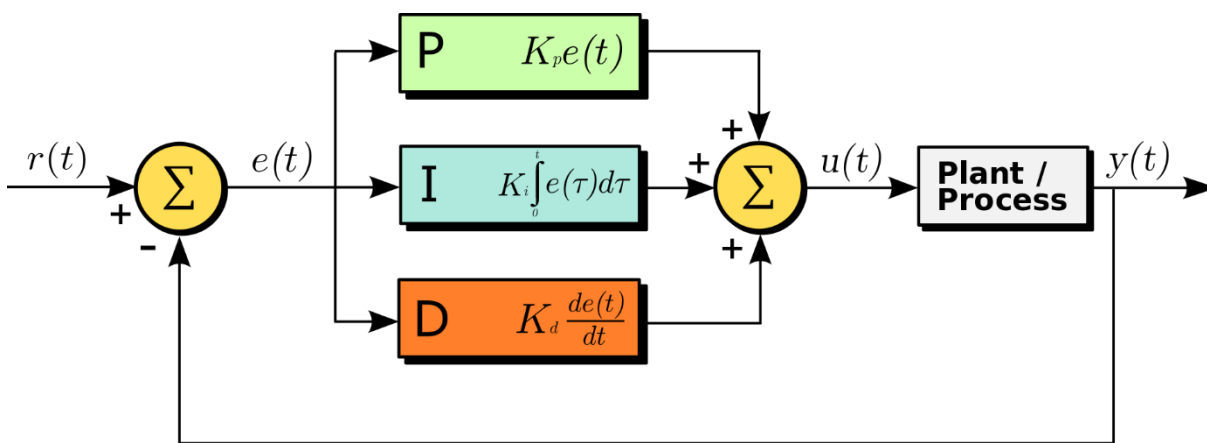 P K_p e(t)
r(t)
+
-
Σ
e(t)
I K_i ∫_0^t e(τ)dτ
D K_d de(t)/dt
+
+
+
Σ
u(t)
Plant /
Process
y(t)